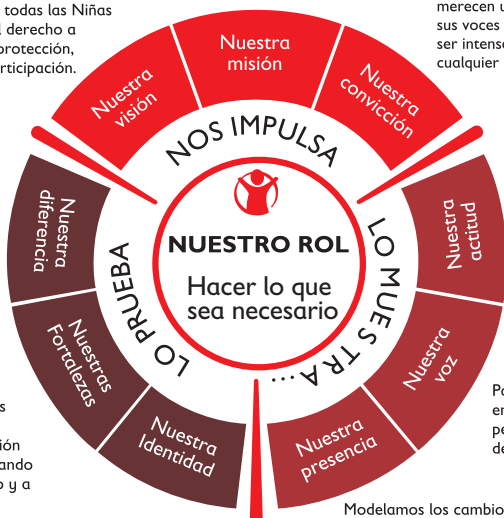 todas las Niñas
derecho a
protección,
participación.
merecen
sus voces
ser
cualquier
Nuestra
visión
Nuestra
misión
Nuestra
convicción
NOS IMPULSA
Nuestra
diferencia
Nuestras
Fortalezas
Nuestra
Identidad
LO PRUEBA
NUESTRO ROL
Hacer lo que
sea necesario
LO MUESTRA...
Nuestra
actitud
Nuestra
voz
Nuestra
presencia
o y a
Modelamos los cambio